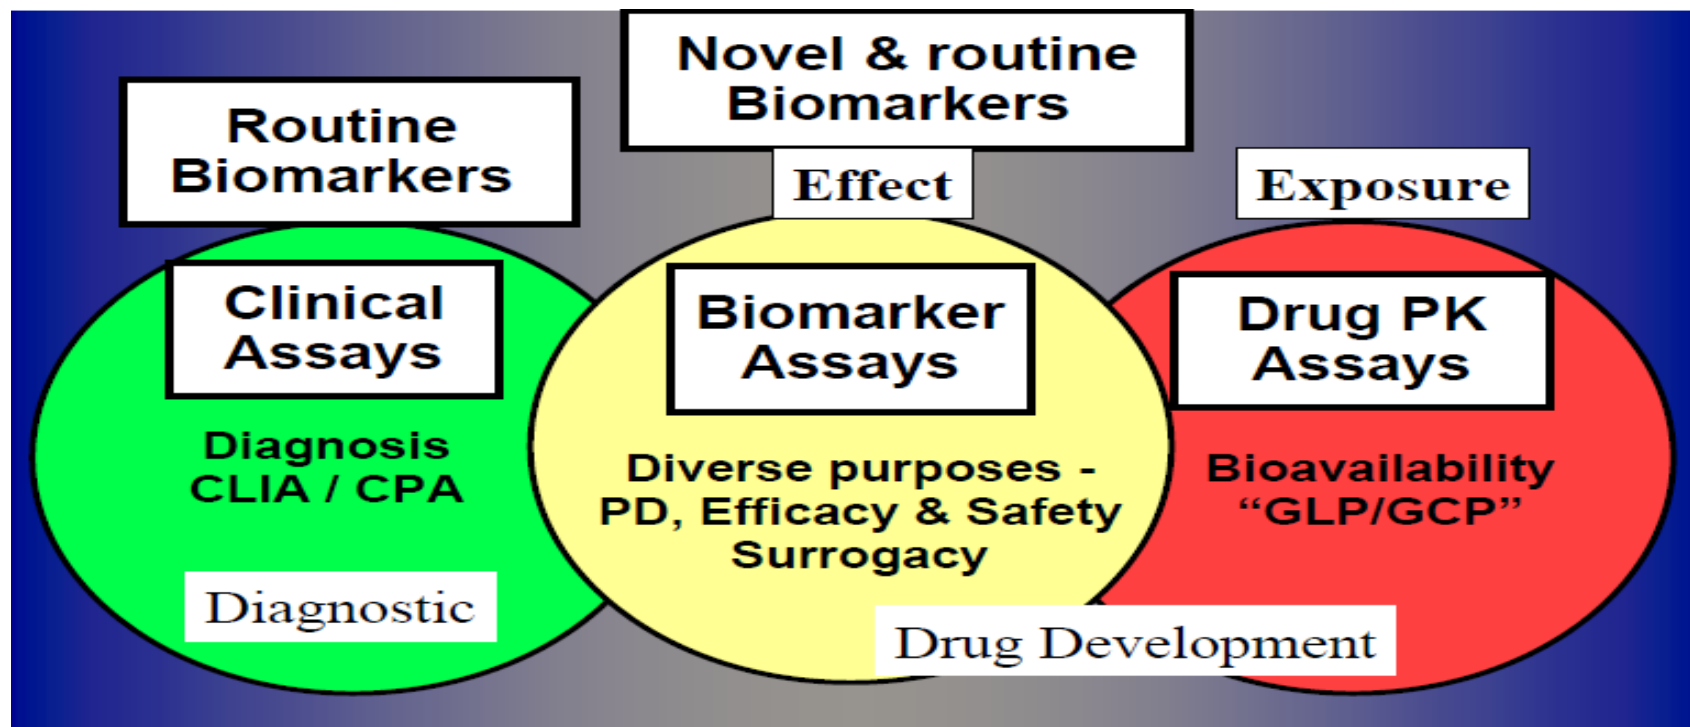 Novel & routine
Biomarkers
Routine
Biomarkers
Effect
Exposure
Clinical
Assays
Biomarker
Assays
Drug PK
Assays
Diagnosis
CLIA / CPA
Diverse purposes -
PD, Efficacy & Safety
Surrogacy
Bioavailability
“GLP/GCP”
Diagnostic
Drug Development